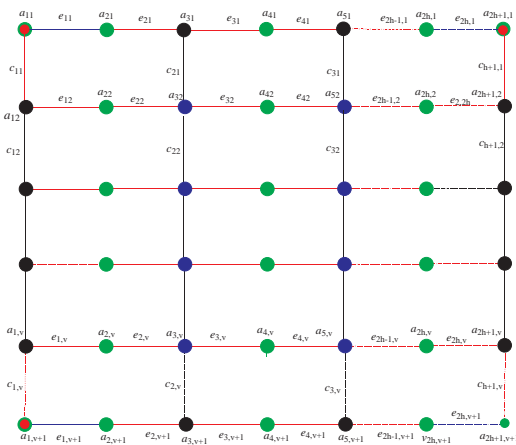 a11 e11 a21 e21 a31 e31 a41 e41 a51 e2h-1,1 a2h,1 e2h,1 a2h+1,1
c11 c21 c31 ch+1,1
e12 a22 e22 a32 e32 a42 e42 a52 e2h-1,2 a2h,2 e2,2h a2h+1,2
a12
c12 c22 c32 ch+1,2
a1,v e1,v a2,v e2,v a3,v e3,v a4,v e4,v a5,v e2h-1,v a2h,v e2h,v a2h+1,v
c1,v c2,v c3,v ch+1,v
e2h,v+1
a1,v+1 e1,v+1 a2,v+1 e2,v+1 a3,v+1 e3,v+1 a4,v+1 e4,v+1 a5,v+1 e2h-1,v+1 v2h,v+1 a2h+1,v+